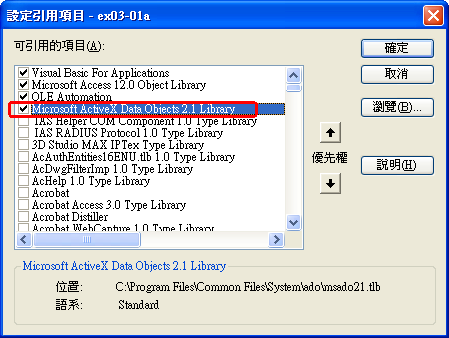 設定引用項目 - ex03-01a
可引用的項目(A):
Visual Basic For Applications
Microsoft Access 12.0 Object Library
OLE Automation
Microsoft ActiveX Data Objects 2.1 Library
IAS Helper COM Component 1.0 Type Library
IAS RADIUS Protocol 1.0 Type Library
3D Studio MAX IPTex Type Library
AcAuthEntities16ENU.tlb 1.0 Type Library
AcDwgFilterImp 1.0 Type Library
AcHelp 1.0 Type Library
Acrobat
Acrobat Access 3.0 Type Library
Acrobat Distiller
Acrobat WebCapture 1.0 Type Library
優先權
確定
取消
瀏覽(B)...
說明(H)
Microsoft ActiveX Data Objects 2.1 Library
位置: C:\Program Files\Common Files\System\ado\msado21.tlb
語系: Standard